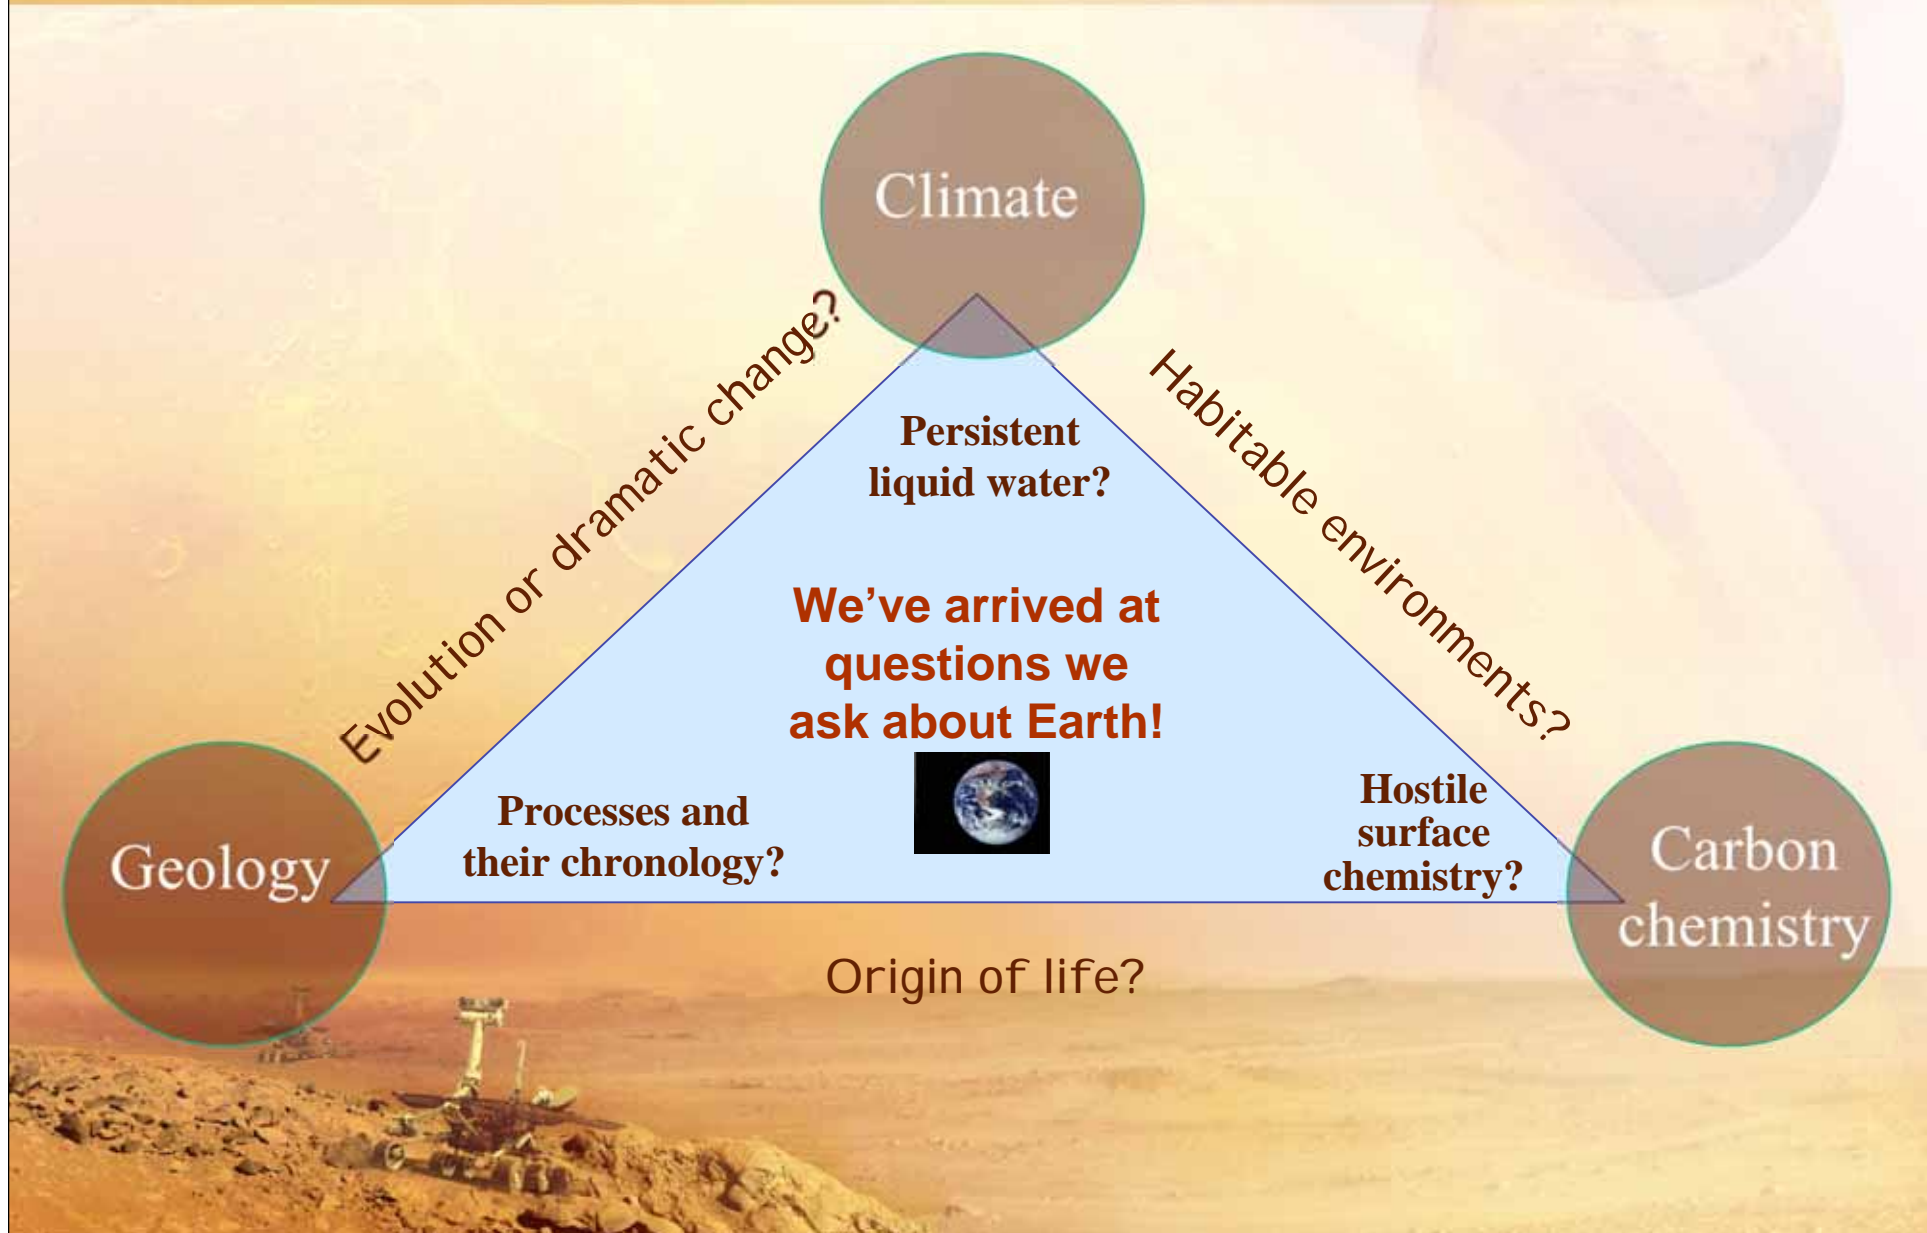 Climate
Evolution or dramatic change?
Habitable environments?
Persistent
liquid water?
We’ve arrived at
questions we
ask about Earth!
Geology
Processes and
their chronology?
Hostile
surface
chemistry?
Carbon
chemistry
Origin of life?